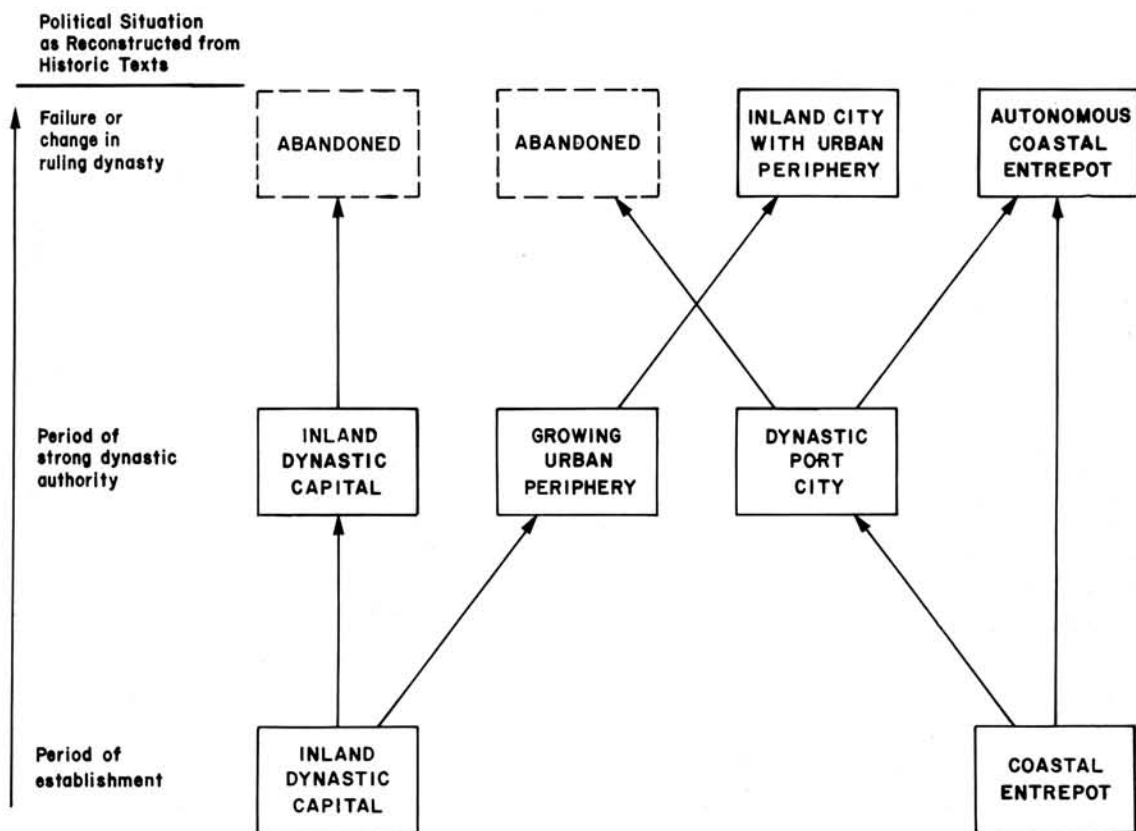 Political Situation
as Reconstructed from
Historic Texts
Failure or
change in
ruling dynasty
ABANDONED
ABANDONED
INLAND CITY
WITH URBAN
PERIPHERY
AUTONOMOUS
COASTAL
ENTREPOT
Period of
strong dynastic
authority
INLAND
DYNASTIC
CAPITAL
GROWING
URBAN
PERIPHERY
DYNASTIC
PORT
CITY
Period of
establishment
INLAND
DYNASTIC
CAPITAL
COASTAL
ENTREPOT